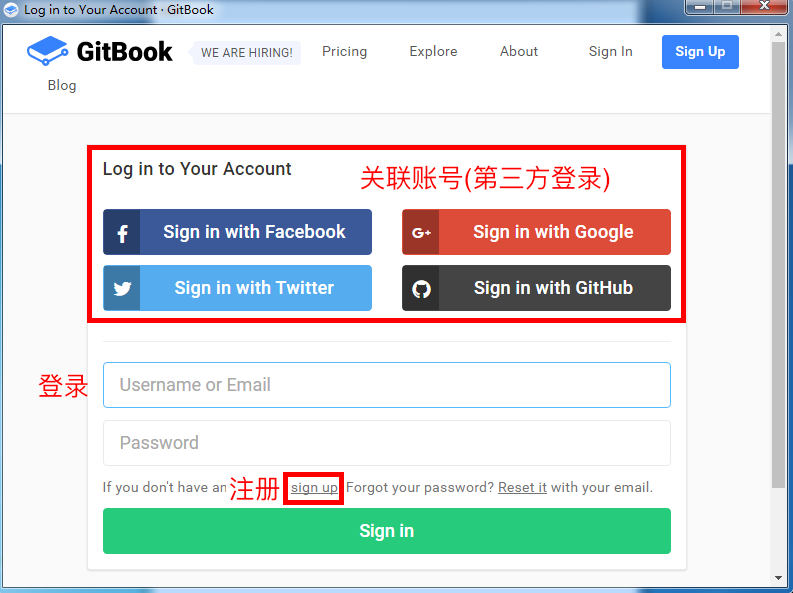 Log in to Your Account · GitBook
GitBook
WE ARE HIRING!
Pricing
Explore
About
Sign In
Sign Up
Blog
Log in to Your Account
关联账号(第三方登录)
Sign in with Facebook
G+ Sign in with Google
Sign in with Twitter
Sign in with GitHub
登录
Username or Email
Password
If you don't have an 注册 sign up Forgot your password? Reset it with your email.
Sign in